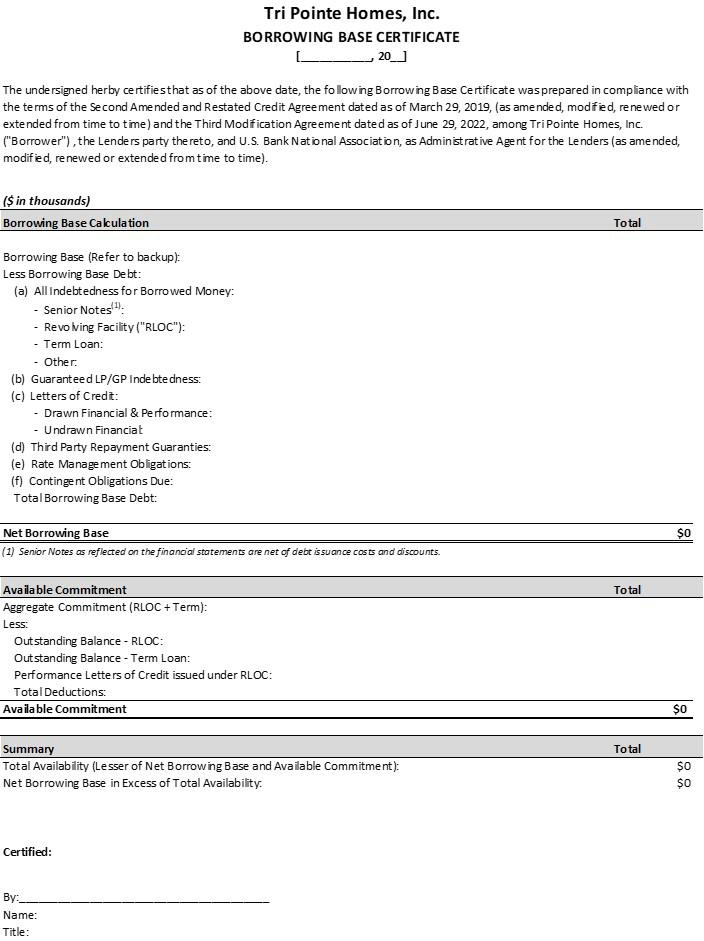 Tri Pointe Homes, Inc.
BORROWING BASE CERTIFICATE
[__________, 20__]
The undersigned herby certifies that as of the above date, the following Borrowing Base Certificate was prepared in compliance with
the terms of the Second Amended and Restated Credit Agreement dated as of March 29, 2019, (as amended, modified, renewed or
extended from time to time) and the Third Modification Agreement dated as of June 29, 2022, among Tri Pointe Homes, Inc.
("Borrower") , the Lenders party thereto, and U.S. Bank National Association, as Administrative Agent for the Lenders (as amended,
modified, renewed or extended from time to time).
($ in thousands)
Borrowing Base Calculation Total
Borrowing Base (Refer to backup):
Less Borrowing Base Debt:
(a) All Indebtedness for Borrowed Money:
- Senior Notes(1):
- Revolving Facility ("RLOC"):
- Term Loan:
- Other:
(b) Guaranteed LP/GP Indebtedness:
(c) Letters of Credit:
- Drawn Financial & Performance:
- Undrawn Financial:
(d) Third Party Repayment Guaranties:
(e) Rate Management Obligations:
(f) Contingent Obligations Due:
Total Borrowing Base Debt:
Net Borrowing Base $0
(1) Senior Notes as reflected on the financial statements are net of debt issuance costs and discounts.
Available Commitment Total
Aggregate Commitment (RLOC + Term):
Less:
Outstanding Balance - RLOC:
Outstanding Balance - Term Loan:
Performance Letters of Credit issued under RLOC:
Total Deductions:
Available Commitment $0
Summary Total
Total Availability (Lesser of Net Borrowing Base and Available Commitment): $0
Net Borrowing Base in Excess of Total Availability: $0
Certified:
By:________________________________________
Name:
Title: